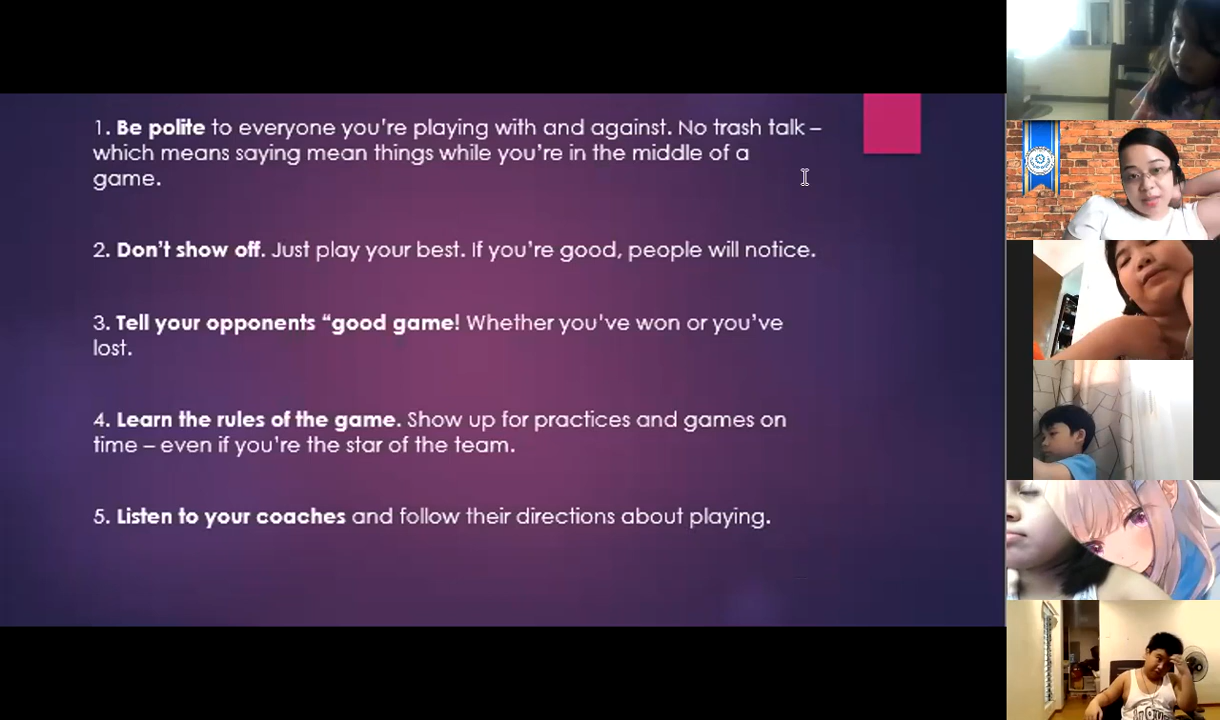 1. Be polite to everyone you're playing with and against. No trash talk –
which means saying mean things while you're in the middle of a
game.
2. Don't show off. Just play your best. If you're good, people will notice.
3. Tell your opponents “good game! Whether you've won or you've
lost.
4. Learn the rules of the game. Show up for practices and games on
time – even if you're the star of the team.
5. Listen to your coaches and follow their directions about playing.